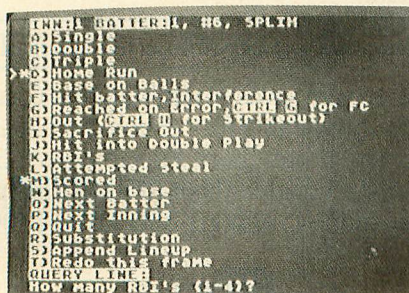 INN:1 BATTER:1, #6, SPLIM
A)Single
B)Double
C)Triple
>*D)Home Run
E)Base on Balls
F)Hit batter,Interference
G)Reached on Error,CTRL G for FC
H)Out (CTRL H for Strikeout)
I)Sacrifice Out
J)Hit into Double Play
K)RBI's
L)Attempted Steal
*M)Scored
N)Men on base
O)Next Batter
P)Next Inning
Q)Quit
R)Substitution
S)Append Lineup
T)Redo this frame
QUERY LINE:
How many RBI's (1-4)?